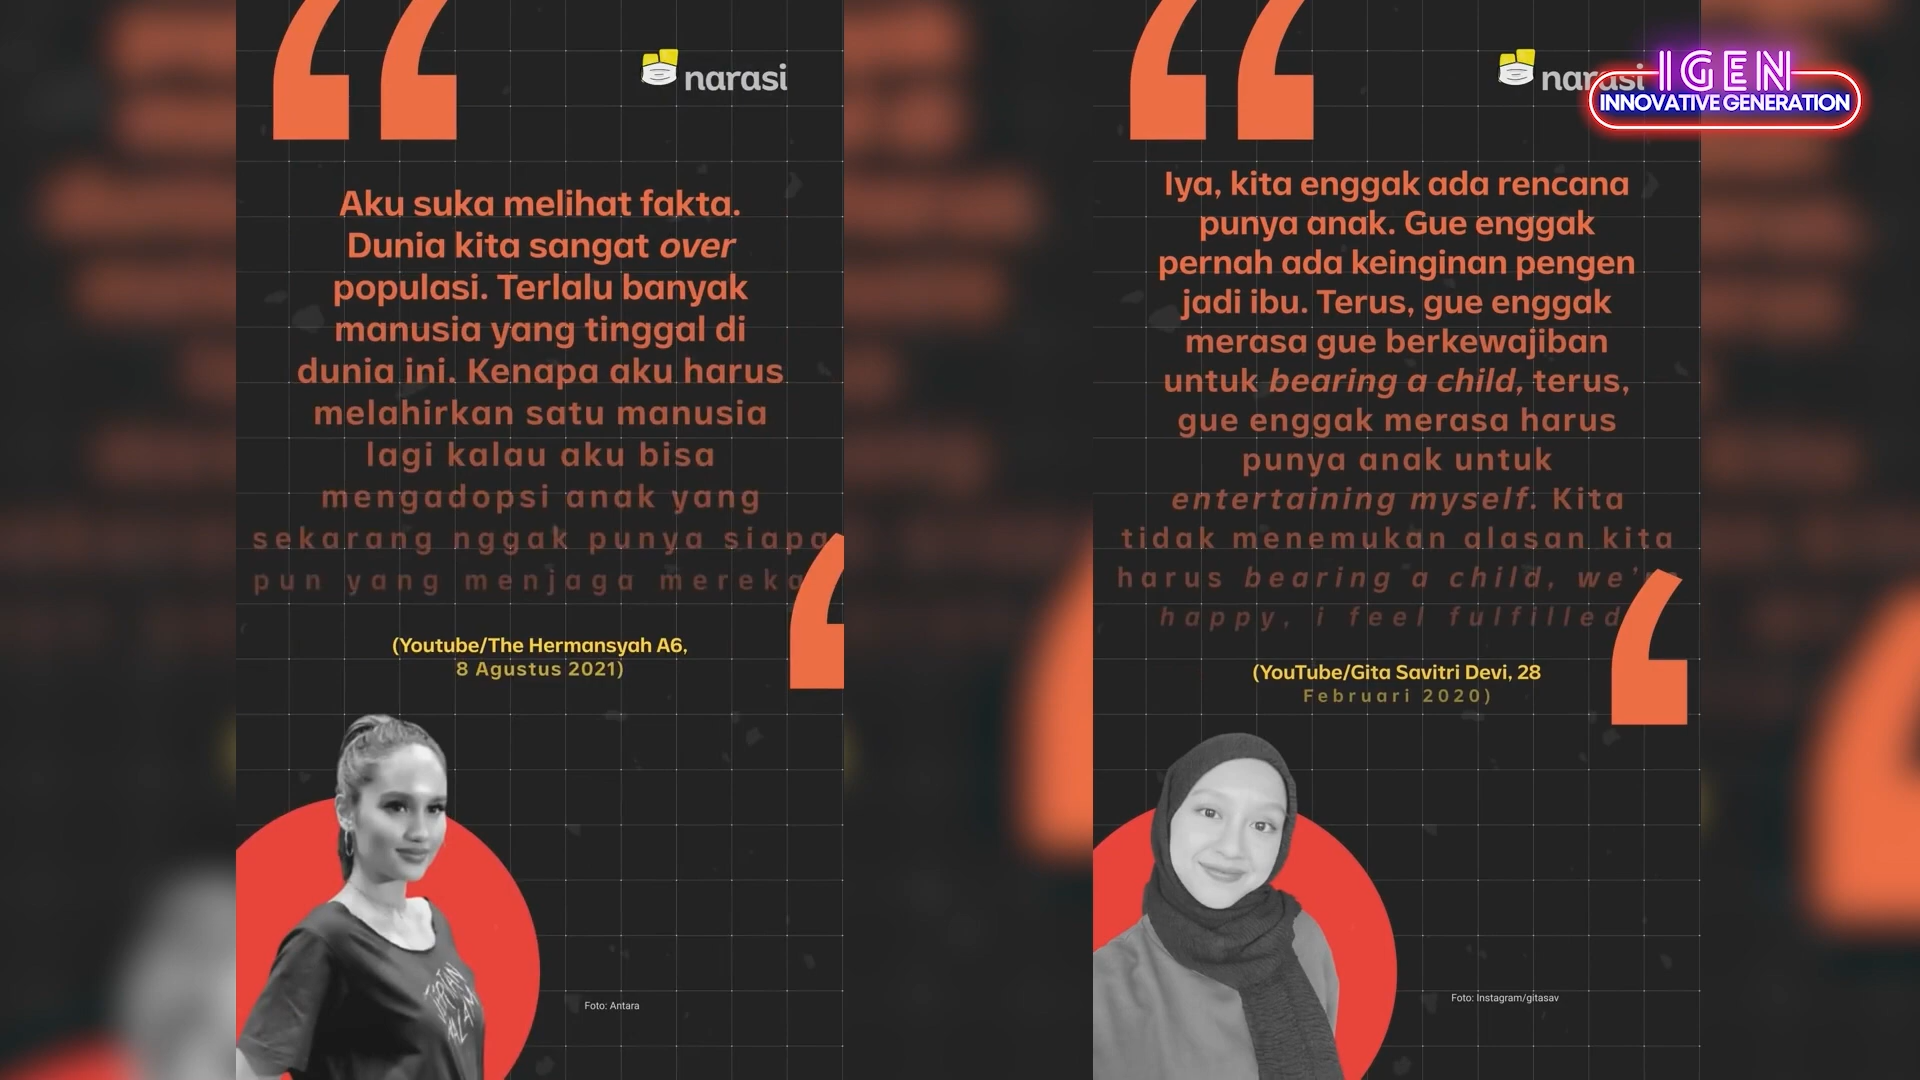 narasi
Aku suka melihat fakta.
Dunia kita sangat over
populasi. Terlalu banyak
manusia yang tinggal di
dunia ini. Kenapa aku harus
melahirkan satu manusia
lagi kalau aku bisa
mengadopsi anak yang
sekarang nggak punya siapa
pun yang menjaga mereka
(Youtube/The Hermansyah A6,
8 Agustus 2021)
Foto: Antara
narasi
IGEN
INNOVATIVE GENERATION
Iya, kita enggak ada rencana
punya anak. Gue enggak
pernah ada keinginan pengen
jadi ibu. Terus, gue enggak
merasa gue berkewajiban
untuk bearing a child, terus,
gue enggak merasa harus
punya anak untuk
entertaining myself. Kita
tidak menemukan alasan kita
harus bearing a child, we're
happy, i feel fulfilled
(YouTube/Gita Savitri Devi, 28
Februari 2020)
Foto: Instagram/gitasav